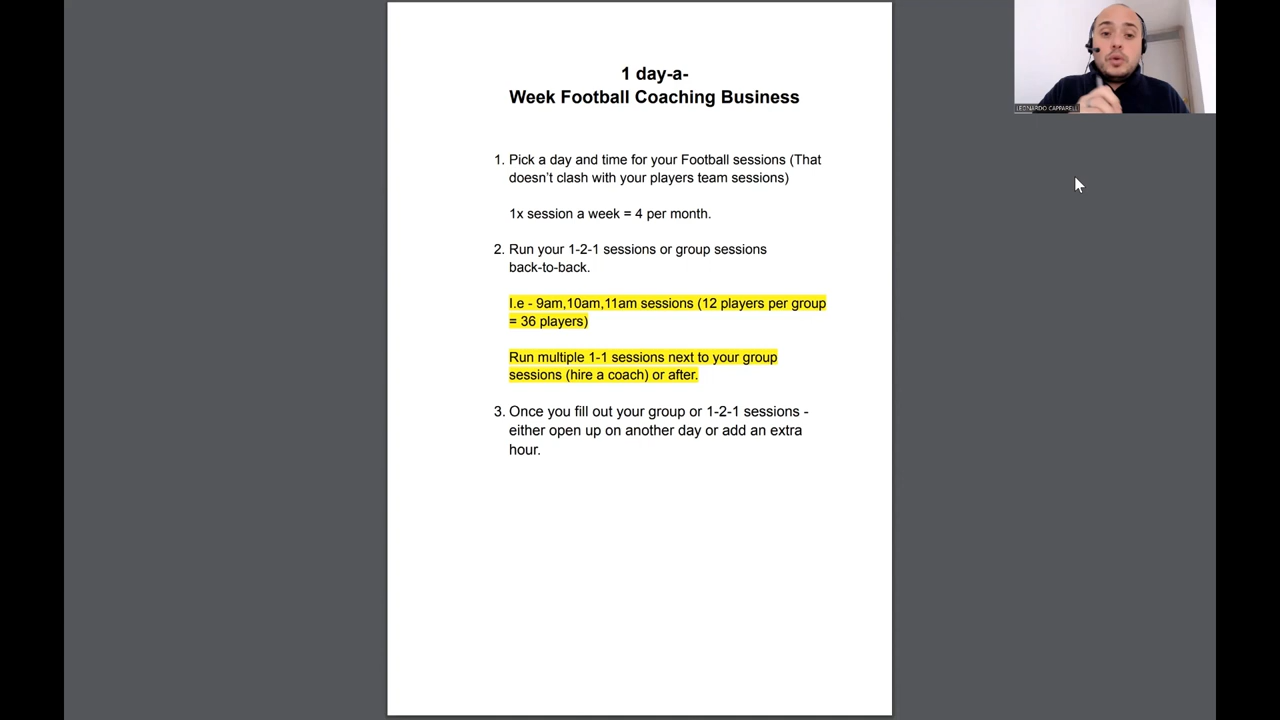 1 day-a-
Week Football Coaching Business
1. Pick a day and time for your Football sessions (That
doesn't clash with your players team sessions)
1x session a week = 4 per month.
2. Run your 1-2-1 sessions or group sessions
back-to-back.
I.e - 9am,10am,11am sessions (12 players per group
= 36 players)
Run multiple 1-1 sessions next to your group
sessions (hire a coach) or after.
3. Once you fill out your group or 1-2-1 sessions -
either open up on another day or add an extra
hour.
LEONARDO CAPPARELLI